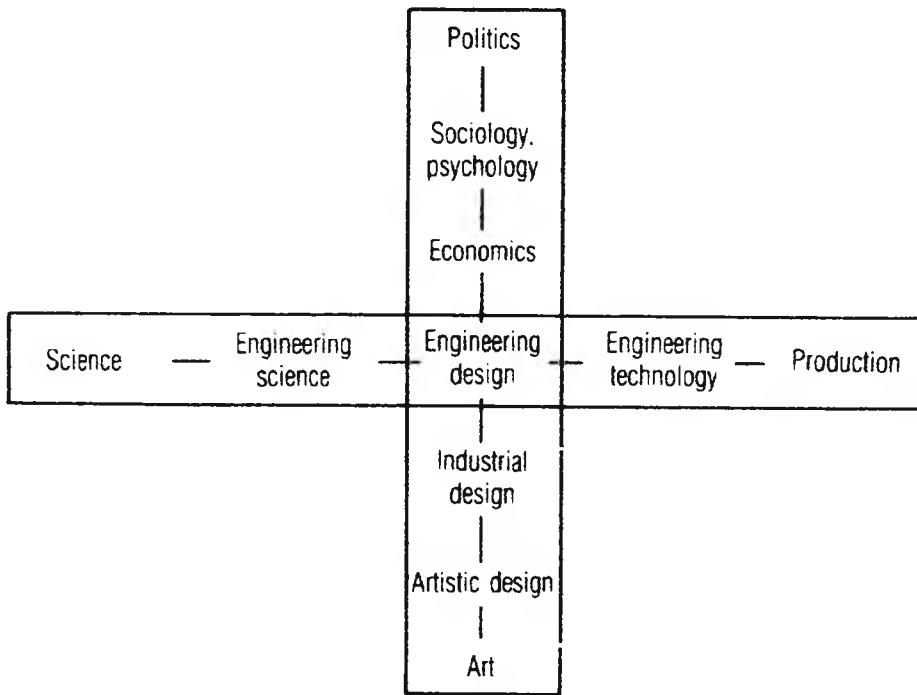 Politics
Sociology.
psychology
Economics
Science
Engineering
science
Engineering
design
Engineering
technology
Production
Industrial
design
Artistic design
Art